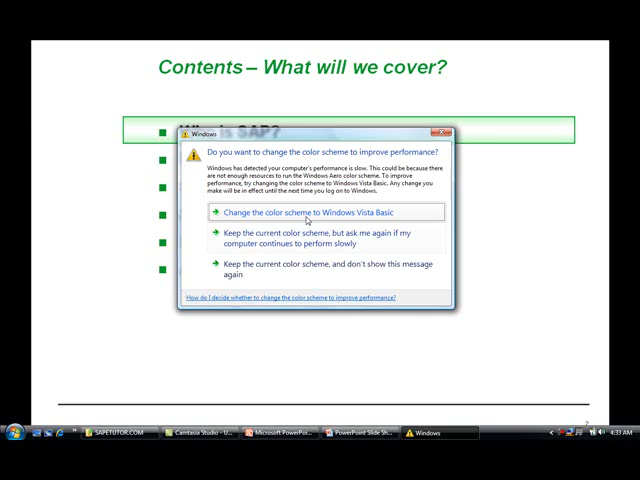 Contents – What will we cover?
SAP?
Windows
Do you want to change the color scheme to improve performance?
Windows has detected your computer's performance is slow. This could be because there
are not enough resources to run the Windows Aero color scheme. To improve
performance, try changing the color scheme to Windows Vista Basic. Any change you
make will be in effect until the next time you log on to Windows.
Change the color scheme to Windows Vista Basic
Keep the current color scheme, but ask me again if my
computer continues to perform slowly
Keep the current color scheme, and don't show this message
again
How do I decide whether to change the color scheme to improve performance?
2
SAPETUTOR.COM
Camtasia Studio - U...
Microsoft PowerPoi...
PowerPoint Slide Sh...
Windows
4:33 AM